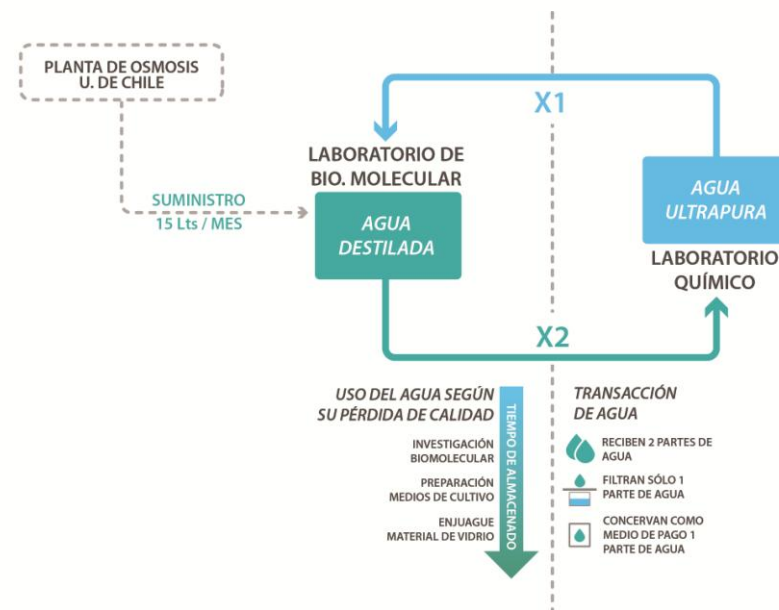 PLANTA DE OSMOSIS
U. DE CHILE
SUMINISTRO
15 Lts / MES
X1
LABORATORIO DE
BIO. MOLECULAR
AGUA
DESTILADA
AGUA
ULTRAPURA
LABORATORIO
QUÍMICO
X2
USO DEL AGUA SEGÚN
SU PÉRDIDA DE CALIDAD
INVESTIGACIÓN
BIOMOLECULAR
PREPARACIÓN
MEDIOS DE CULTIVO
ENJUAGUE
MATERIAL DE VIDRIO
TIEMPO DE ALMACENADO
TRANSACCIÓN
DE AGUA
RECIBEN 2 PARTES DE
AGUA
FILTRAN SÓLO 1
PARTE DE AGUA
CONCERVAN COMO
MEDIO DE PAGO 1
PARTE DE AGUA